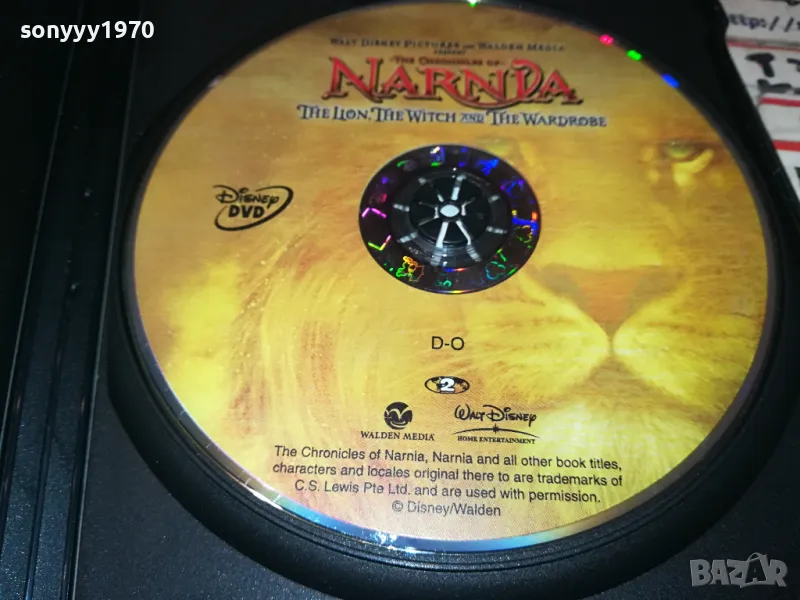 sonyyy1970
WALT DISNEY PICTURES AND WALDEN MEDIA
PRESENT
THE CHRONICLES OF
NARNIA
THE LION, THE WITCH AND THE WARDROBE
DISNEY
DVD
D-O
2
WALDEN MEDIA
WALT DISNEY
HOME ENTERTAINMENT
The Chronicles of Narnia, Narnia and all other book titles,
characters and locales original there to are trademarks of
C.S. Lewis Pte Ltd. and are used with permission.
© Disney/Walden
BAZAR